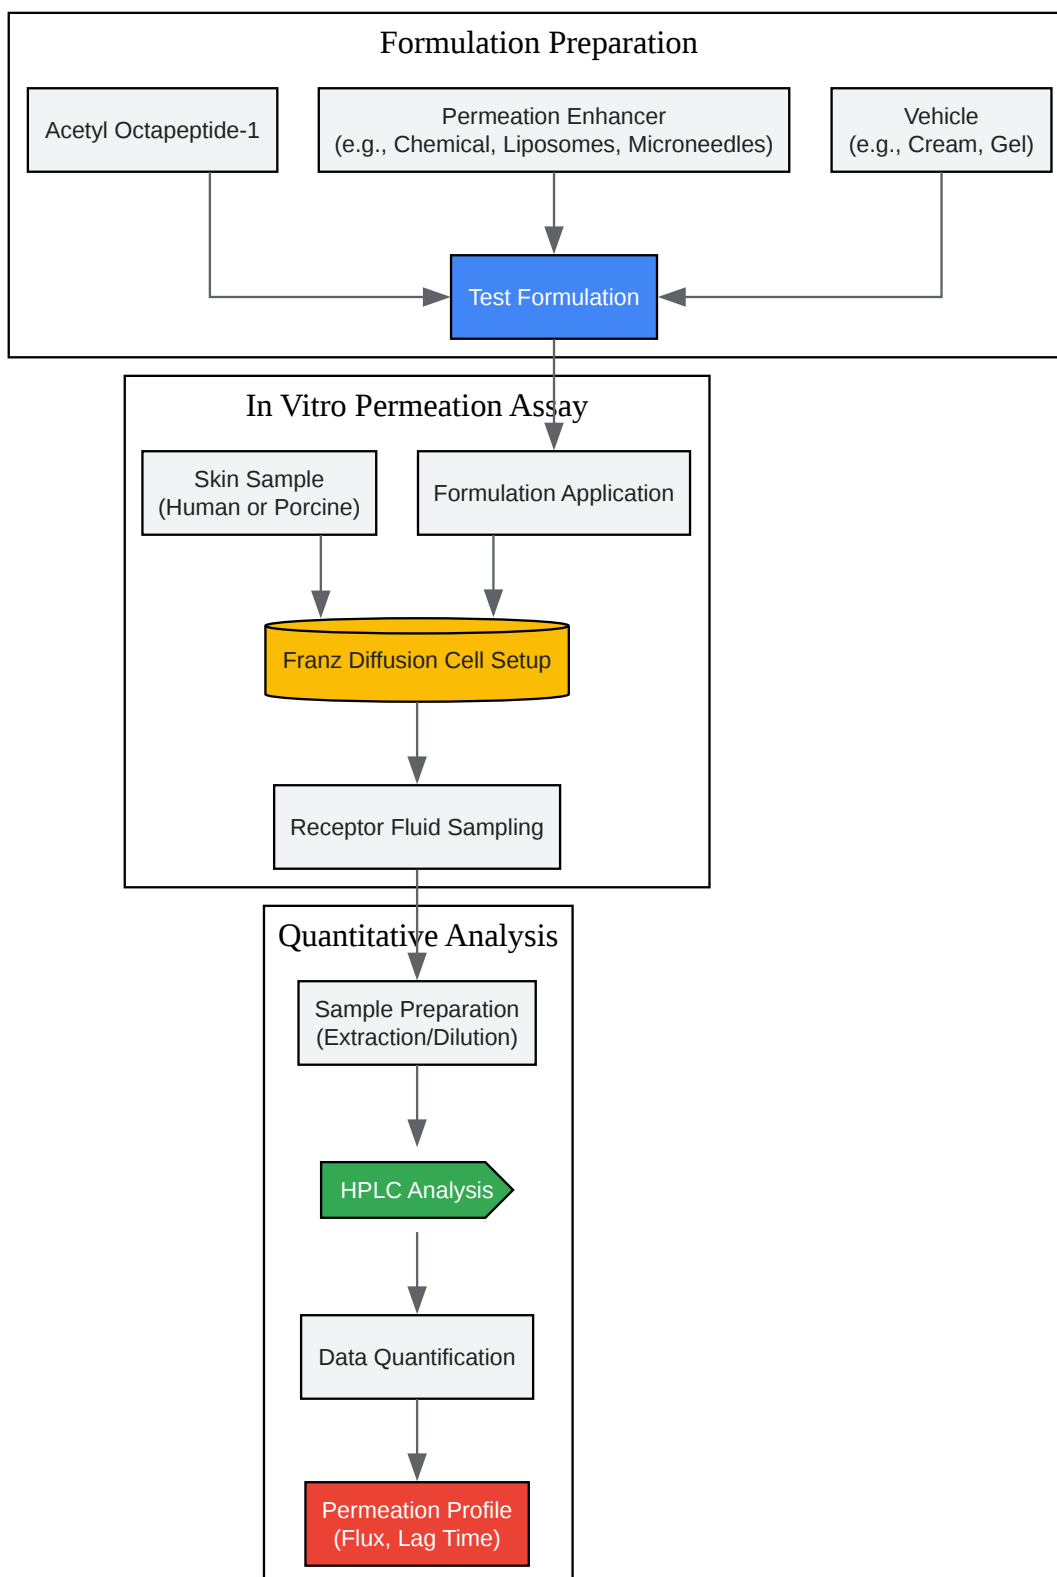 Formulation Preparation
Acetyl Octapeptide-1
Permeation Enhancer
(e.g., Chemical, Liposomes, Microneedles)
Vehicle
(e.g., Cream, Gel)
Test Formulation
In Vitro Permeation Assay
Skin Sample
(Human or Porcine)
Formulation Application
Franz Diffusion Cell Setup
Receptor Fluid Sampling
Quantitative Analysis
Sample Preparation
(Extraction/Dilution)
HPLC Analysis
Data Quantification
Permeation Profile
(Flux, Lag Time)